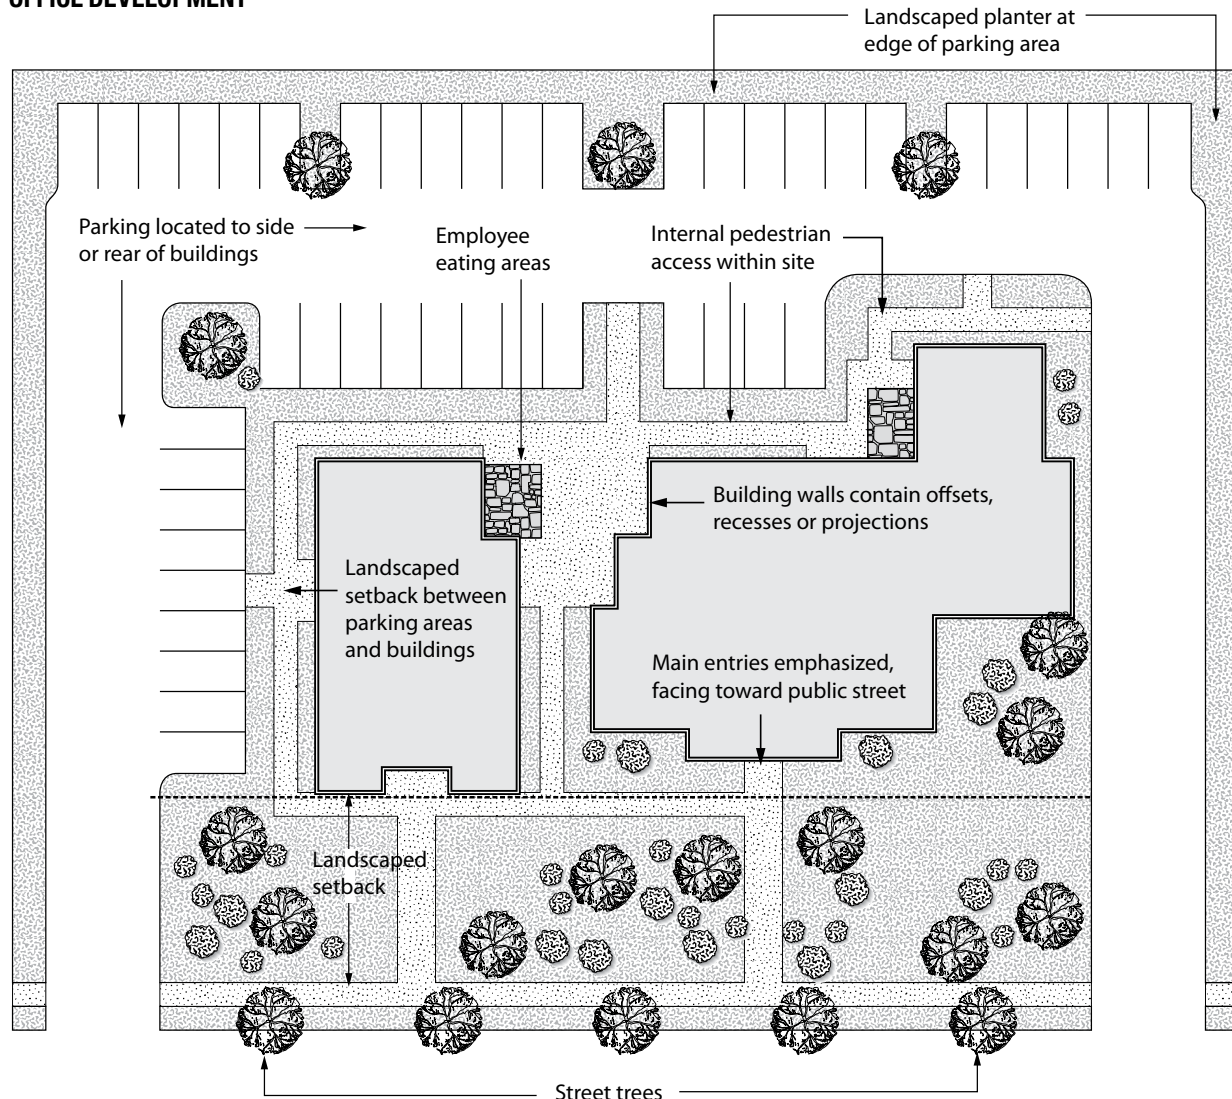 OFFICE DEVELOPMENT
Landscaped planter at
edge of parking area
Parking located to side
or rear of buildings
Employee
eating areas
Internal pedestrian
access within site
Building walls contain offsets,
recesses or projections
Landscaped
setback between
parking areas
and buildings
Main entries emphasized,
facing toward public street
Landscaped
setback
Street trees